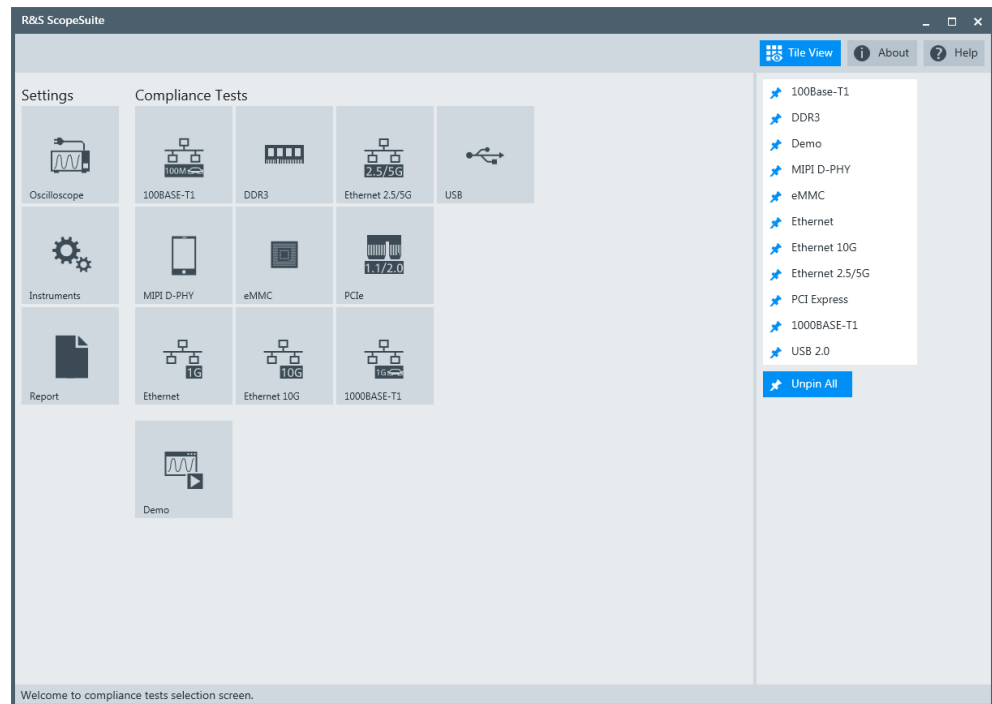 R&S ScopeSuite
Tile View
About
Help
Settings
Compliance Tests
Oscilloscope
100M
100BASE-T1
DDR3
2.5/5G
Ethernet 2.5/5G
USB
Instruments
MIPI D-PHY
eMMC
1.1/2.0
PCIe
Report
1G
Ethernet
10G
Ethernet 10G
1G
1000BASE-T1
Demo
100Base-T1
DDR3
Demo
MIPI D-PHY
eMMC
Ethernet
Ethernet 10G
Ethernet 2.5/5G
PCI Express
1000BASE-T1
USB 2.0
Unpin All
Welcome to compliance tests selection screen.